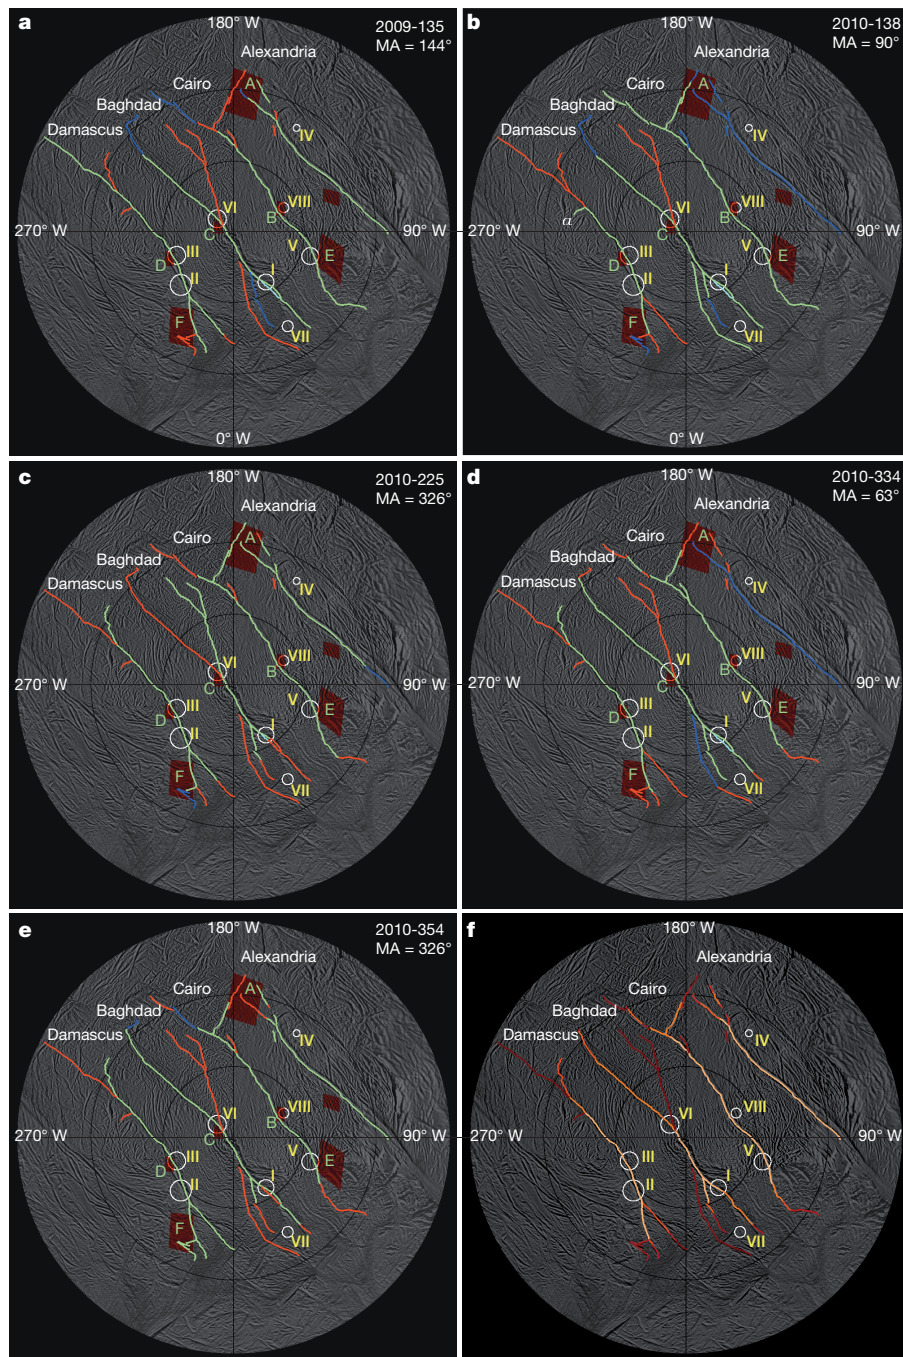 a
180° W
2009-135
MA = 144°
Alexandria
Cairo
A
Baghdad
Damascus
IV
VI
VIII
B
C
270° W
90° W
III
V
E
D
I
II
F
VII
0° W
b
180° W
2010-138
MA = 90°
Alexandria
Cairo
A
Baghdad
Damascus
IV
VI
VIII
a
B
C
90° W
III
V
E
D
I
II
F
VII
0° W
c
180° W
2010-225
MA = 326°
Alexandria
Cairo
A
Baghdad
Damascus
IV
VI
VIII
B
C
270° W
90° W
III
V
E
D
I
II
F
VII
d
180° W
2010-334
MA = 63°
Alexandria
Cairo
A
Baghdad
Damascus
IV
VI
VIII
B
C
90° W
III
V
E
D
I
II
F
VII
e
180° W
2010-354
MA = 326°
Alexandria
Cairo
A
Baghdad
Damascus
IV
VI
VIII
B
C
270° W
90° W
III
V
E
D
I
II
F
VII
f
180° W
Alexandria
Cairo
Baghdad
Damascus
IV
VI
VIII
90° W
III
V
I
II
VII